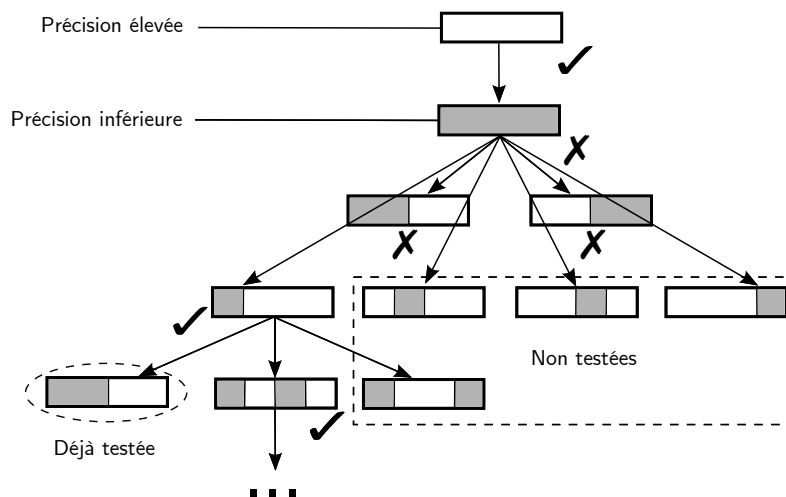 Précision élevée
Précision inférieure
Non testées
Déjà testée